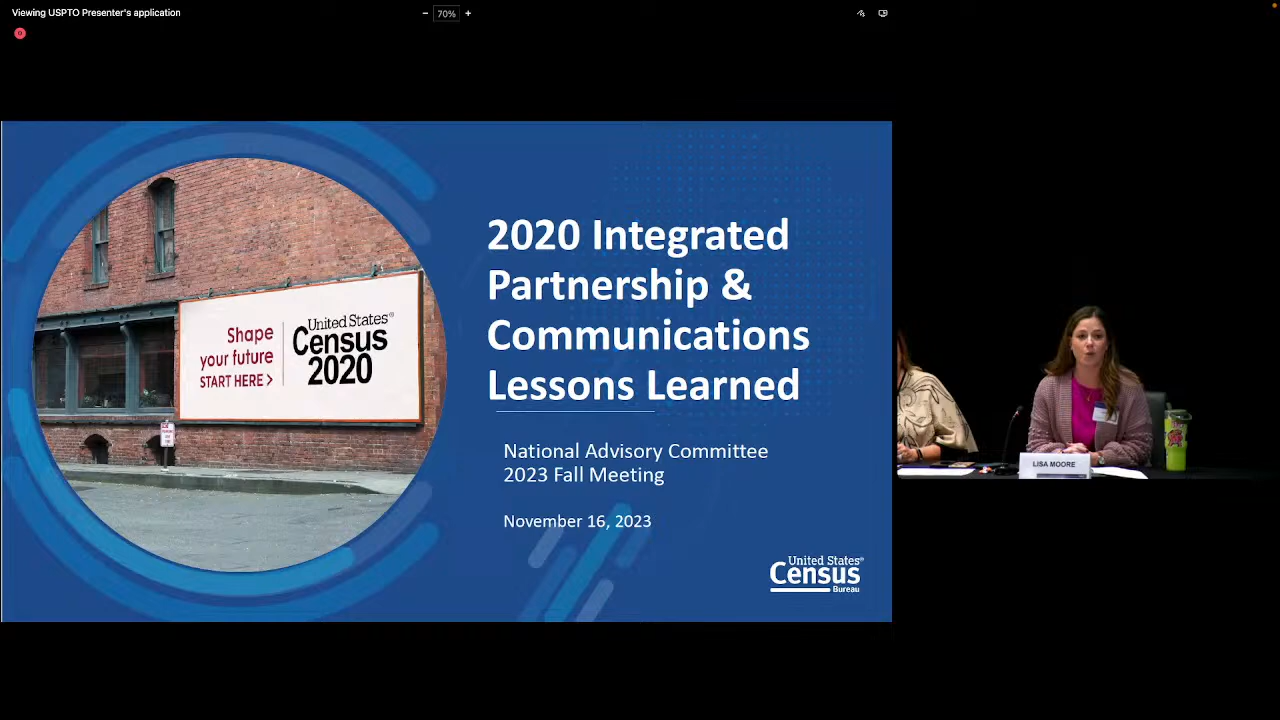 Viewing USPTO Presenter's application
− 70% +
2020 Integrated
Partnership &
Communications
Lessons Learned
National Advisory Committee
2023 Fall Meeting
November 16, 2023
United States®
Census
Bureau
Shape
your future
START HERE >
United States®
Census
2020
LISA MOORE